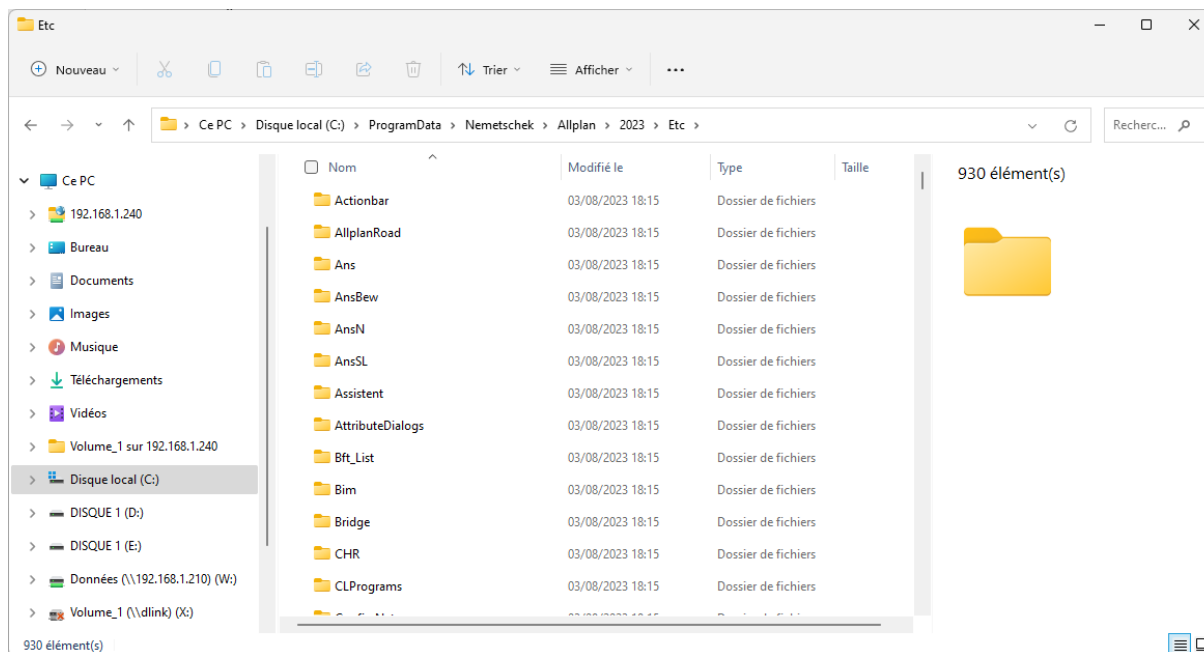 Etc
Nouveau
Trier
Afficher
Ce PC > Disque local (C:) > ProgramData > Nemetschek > Allplan > 2023 > Etc >
Recherc...
Ce PC
192.168.1.240
Bureau
Documents
Images
Musique
Téléchargements
Vidéos
Volume_1 sur 192.168.1.240
Disque local (C:)
DISQUE 1 (D:)
DISQUE 1 (E:)
Données (\\192.168.1.210) (W:)
Volume_1 (\\dlink) (X:)
Nom Modifié le Type Taille
Actionbar 03/08/2023 18:15 Dossier de fichiers
AllplanRoad 03/08/2023 18:15 Dossier de fichiers
Ans 03/08/2023 18:15 Dossier de fichiers
AnsBew 03/08/2023 18:15 Dossier de fichiers
AnsN 03/08/2023 18:15 Dossier de fichiers
AnsSL 03/08/2023 18:15 Dossier de fichiers
Assistent 03/08/2023 18:15 Dossier de fichiers
AttributeDialogs 03/08/2023 18:15 Dossier de fichiers
Bft_List 03/08/2023 18:15 Dossier de fichiers
Bim 03/08/2023 18:15 Dossier de fichiers
Bridge 03/08/2023 18:15 Dossier de fichiers
CHR 03/08/2023 18:15 Dossier de fichiers
CLPrograms 03/08/2023 18:15 Dossier de fichiers
930 élément(s)
930 élément(s)